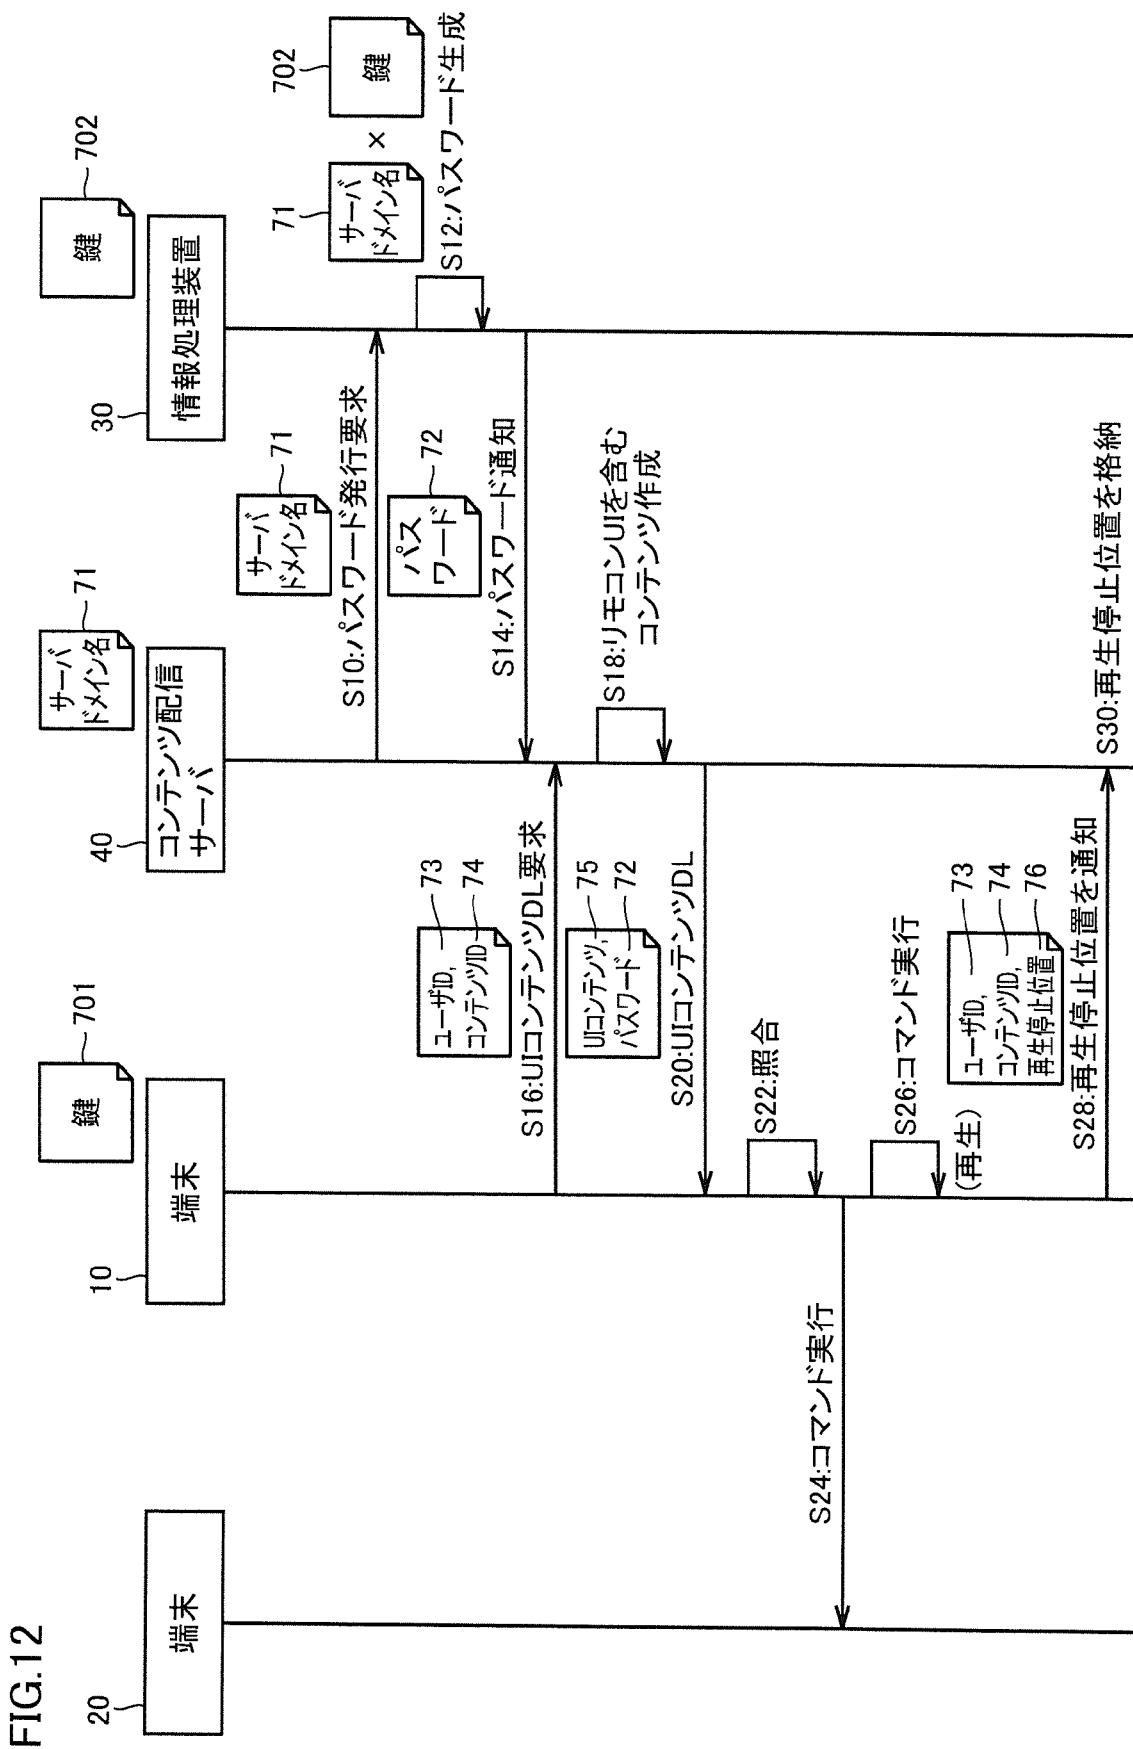 FIG.12
20
端末
10
端末
鍵
701
40
コンテンツ配信
サーバ
サーバ
ドメイン名
71
30
情報処理装置
鍵
702
サーバ
ドメイン名
71
S10:パスワード発行要求
71
サーバ
ドメイン名
×
702
鍵
S12:パスワード生成
パス
ワード
72
S14:パスワード通知
ユーザID,
コンテンツID
73
74
S16:UIコンテンツDL要求
S18:リモコンUIを含む
コンテンツ作成
UIコンテンツ,
パスワード
75
72
S20:UIコンテンツDL
S22:照合
S24:コマンド実行
S26:コマンド実行
(再生)
ユーザID,
コンテンツID,
再生停止位置
73
74
76
S28:再生停止位置を通知
S30:再生停止位置を格納